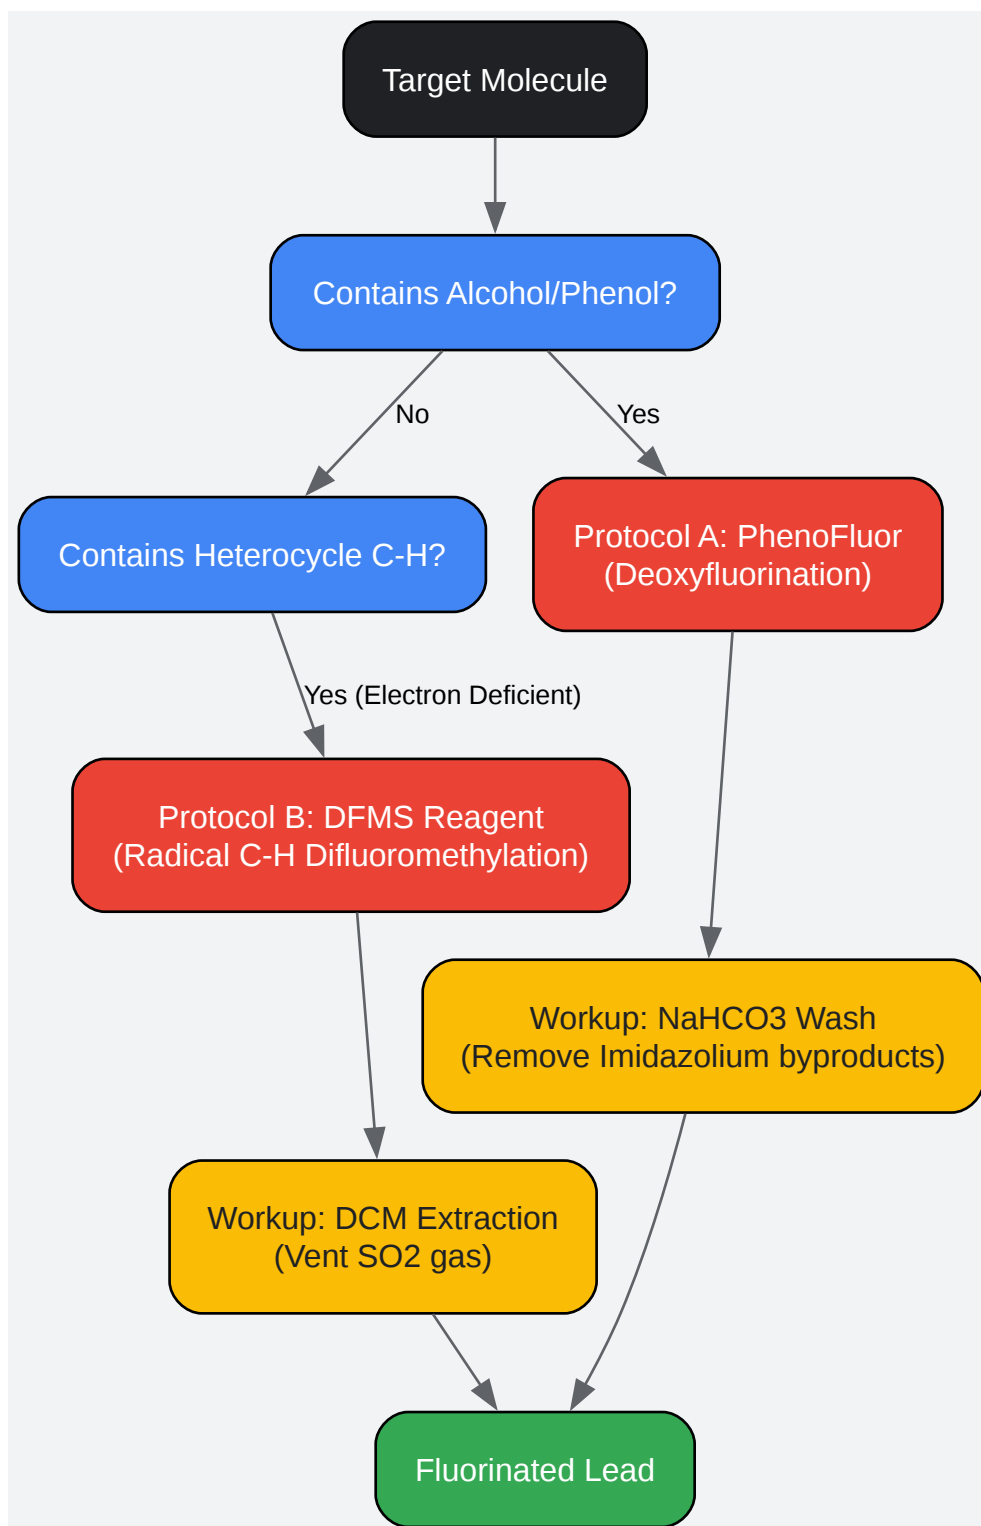 Target Molecule
Contains Alcohol/Phenol?
No
Yes
Contains Heterocycle C-H?
Protocol A: PhenoFluor
(Deoxyfluorination)
Yes (Electron Deficient)
Protocol B: DFMS Reagent
(Radical C-H Difluoromethylation)
Workup: NaHCO3 Wash
(Remove Imidazolium byproducts)
Workup: DCM Extraction
(Vent SO2 gas)
Fluorinated Lead